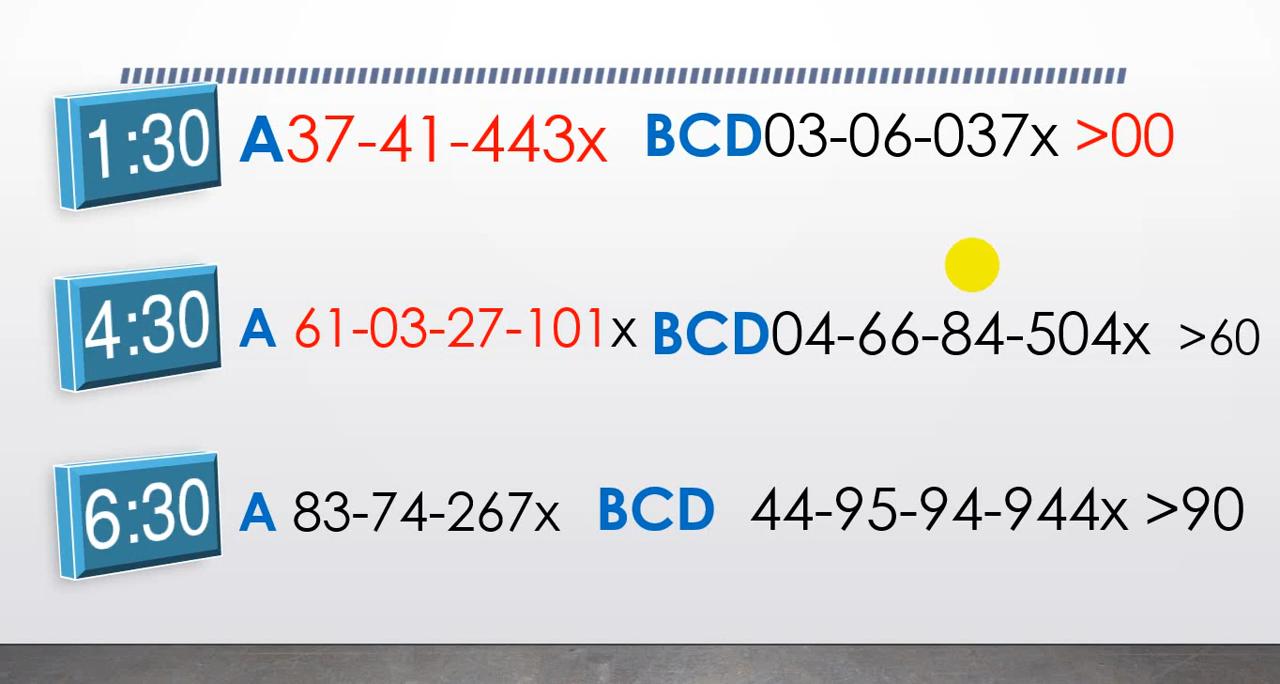 1:30 A37-41-443x BCD03-06-037x >00
4:30 A 61-03-27-101x BCD04-66-84-504x >60
6:30 A 83-74-267x BCD 44-95-94-944x >90